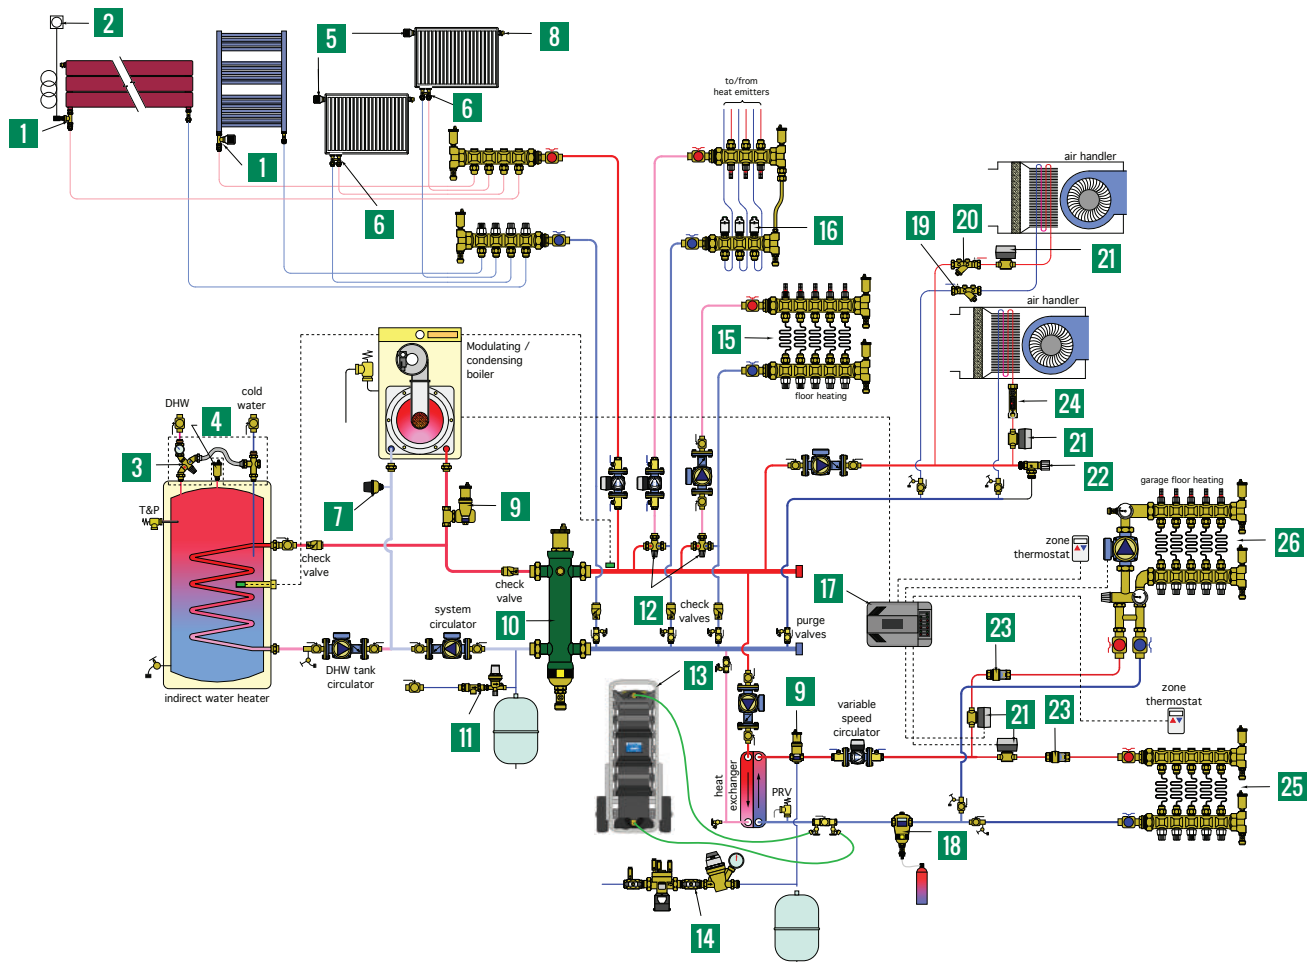 2
5
8
to/from
heat emitters
1
1
6
6
air handler
16
19
20
21
air handler
15
floor heating
Modulating /
condensing
boiler
DHW
cold
water
4
3
T&P
7
9
24
21
22
garage floor heating
26
zone
thermostat
check
valve
check
valve
10
12
check
valves
purge
valves
17
system
circulator
DHW tank
circulator
indirect water heater
11
13
9
variable
speed
circulator
23
21
23
zone
thermostat
heat
exchanger
PRV
18
25
14